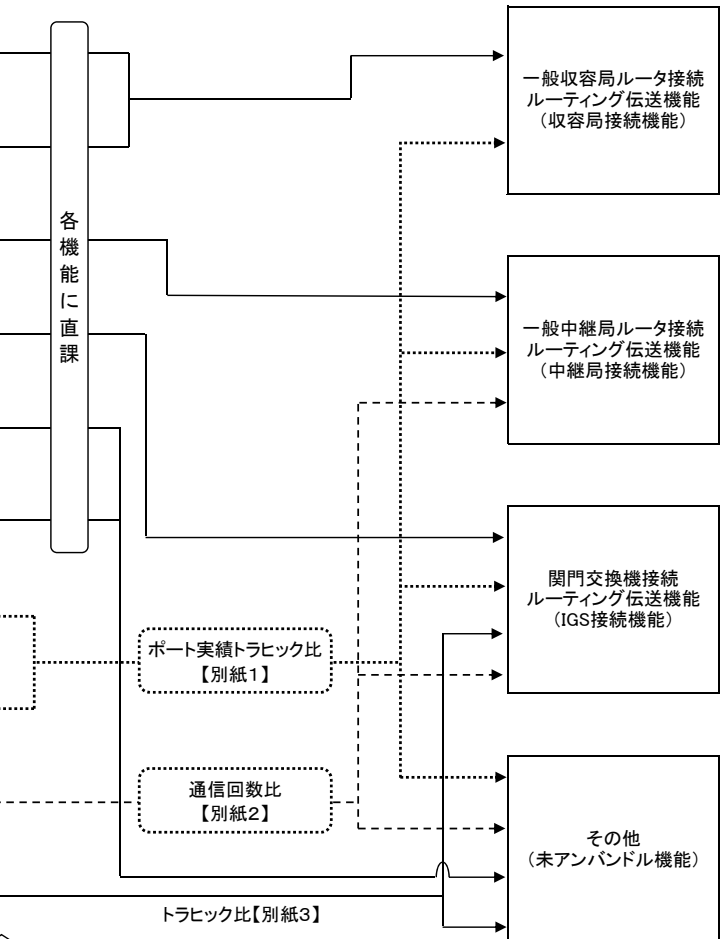 一般収容局ルータ接続
ルーティング伝送機能
（収容局接続機能）
各機能に直課
一般中継局ルータ接続
ルーティング伝送機能
（中継局接続機能）
関門交換機接続
ルーティング伝送機能
（IGS接続機能）
ポート実績トラヒック比
【別紙１】
通信回数比
【別紙２】
その他
（未アンバンドル機能）
トラヒック比【別紙３】